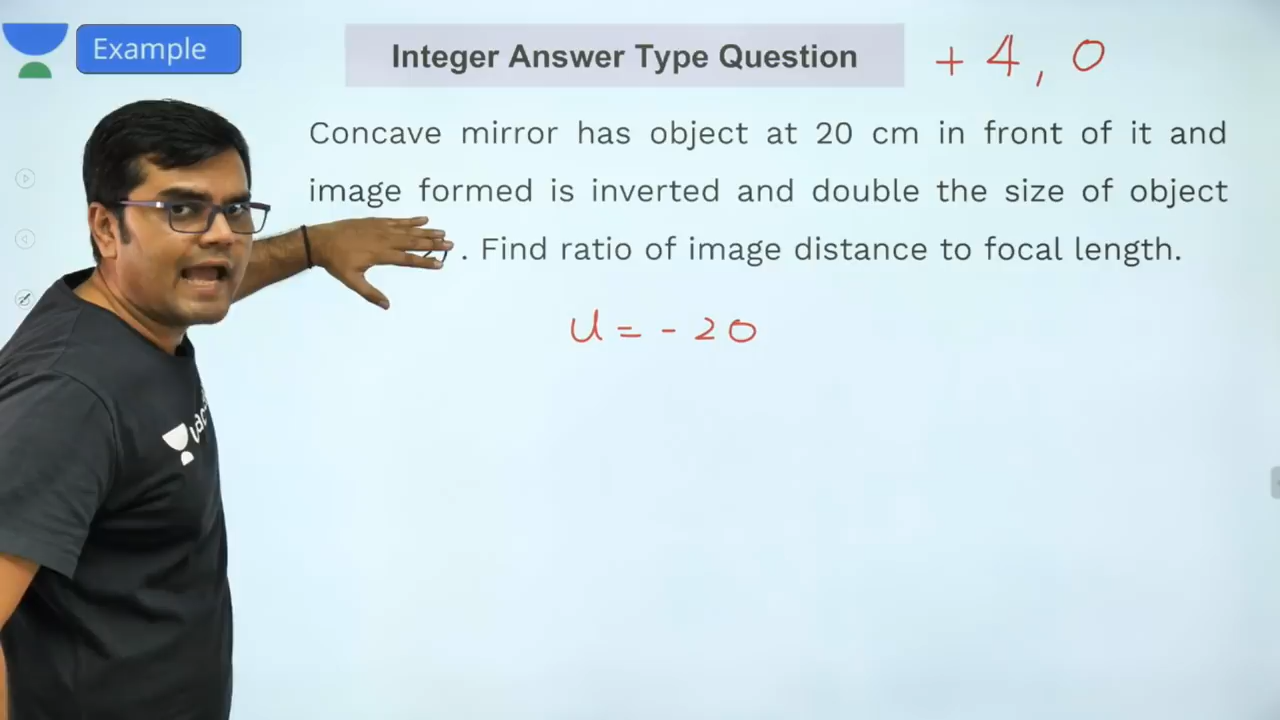 Example
Integer Answer Type Question
+ 4, 0
Concave mirror has object at 20 cm in front of it and
image formed is inverted and double the size of object
. Find ratio of image distance to focal length.
u = - 20